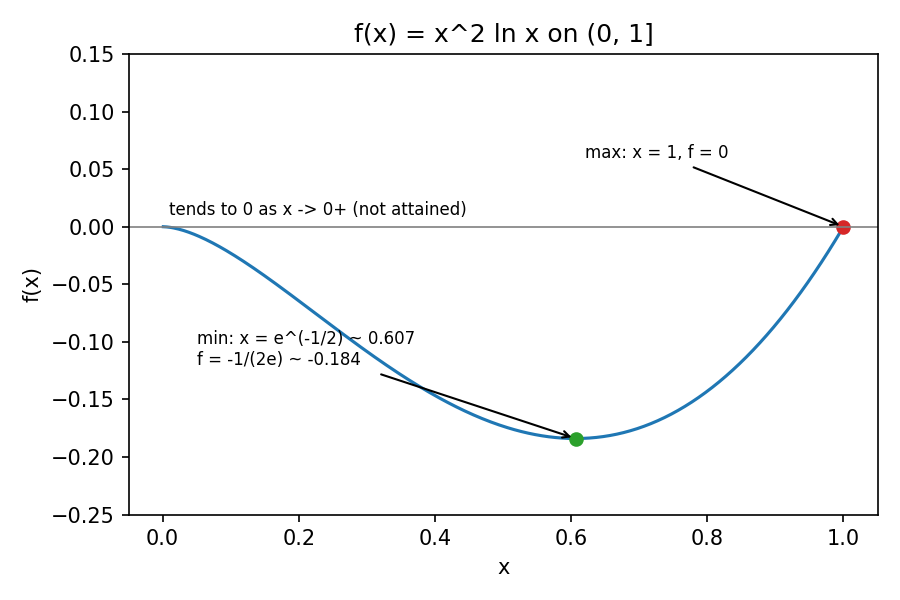 f(x) = x^2 ln x on (0, 1]
0.15
0.10
0.05
0.00
−0.05
−0.10
−0.15
−0.20
−0.25
f(x)
max: x = 1, f = 0
tends to 0 as x -> 0+ (not attained)
min: x = e^(-1/2) ~ 0.607
f = -1/(2e) ~ -0.184
0.0 0.2 0.4 0.6 0.8 1.0
x